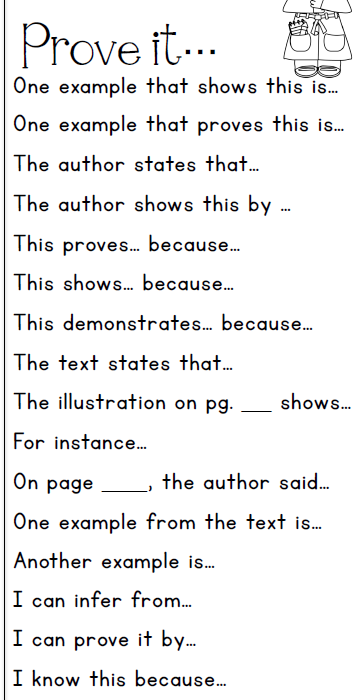 Prove it...
One example that shows this is...
One example that proves this is...
The author states that...
The author shows this by ...
This proves... because...
This shows... because...
This demonstrates... because...
The text states that...
The illustration on pg. ___ shows...
For instance...
On page ____, the author said...
One example from the text is...
Another example is...
I can infer from...
I can prove it by...
I know this because...